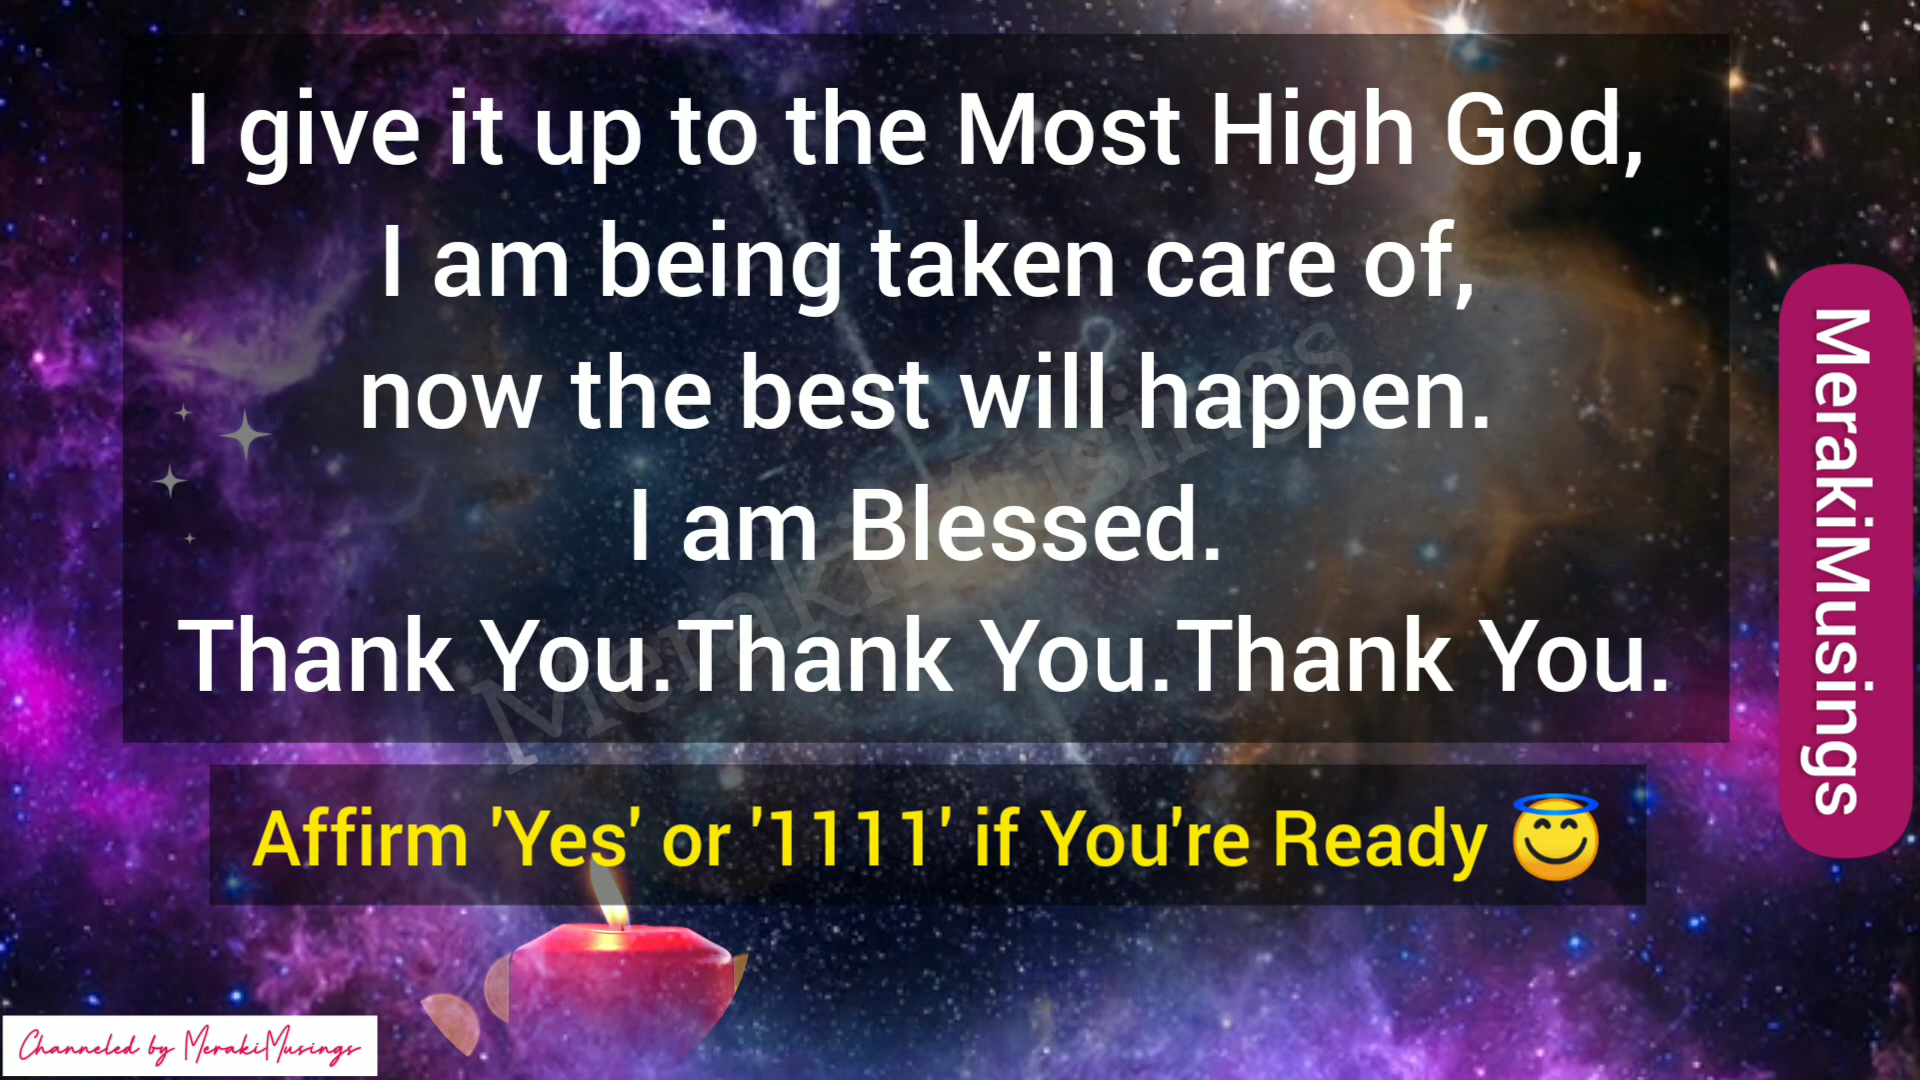 I give it up to the Most High God,
I am being taken care of,
now the best will happen.
I am Blessed.
Thank You.Thank You.Thank You.
Affirm 'Yes' or '1111' if You're Ready 😇
MerakiMusings
MerakiMusings
Channeled by MerakiMusings